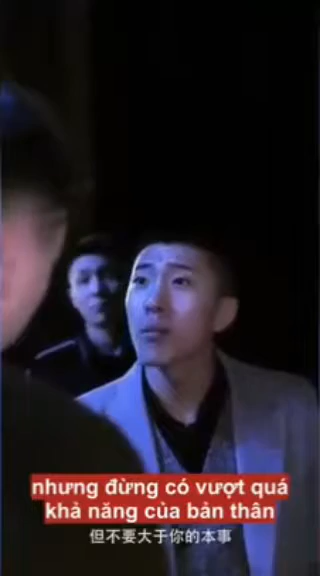 nhưng đừng có vượt quá
khả năng của bản thân
但不要大于你的本事